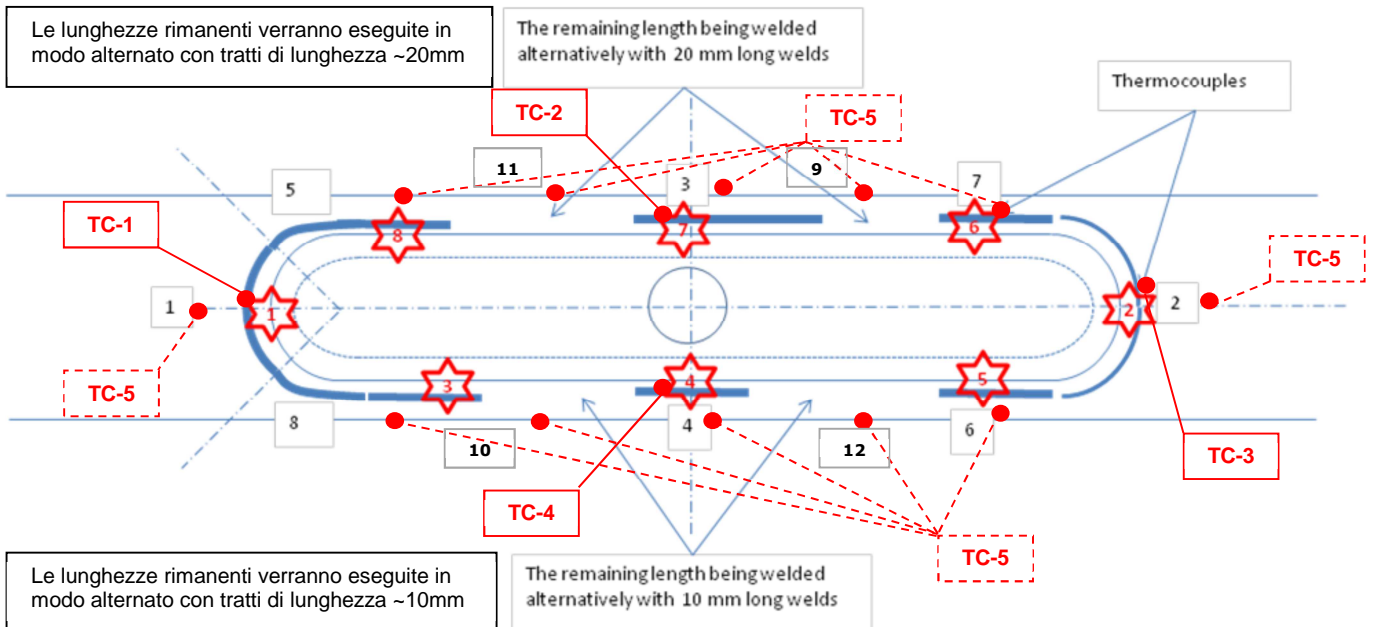 Le lunghezze rimanenti verranno eseguite in
modo alternato con tratti di lunghezza ~20mm
The remaining length being welded
alternatively with 20 mm long welds
Thermocouples
TC-2
TC-5
11
3
9
7
5
TC-1
8
7
6
TC-5
1
1
2
2
TC-5
3
4
5
8
10
4
12
6
TC-3
TC-4
TC-5
Le lunghezze rimanenti verranno eseguite in
modo alternato con tratti di lunghezza ~10mm
The remaining length being welded
alternatively with 10 mm long welds